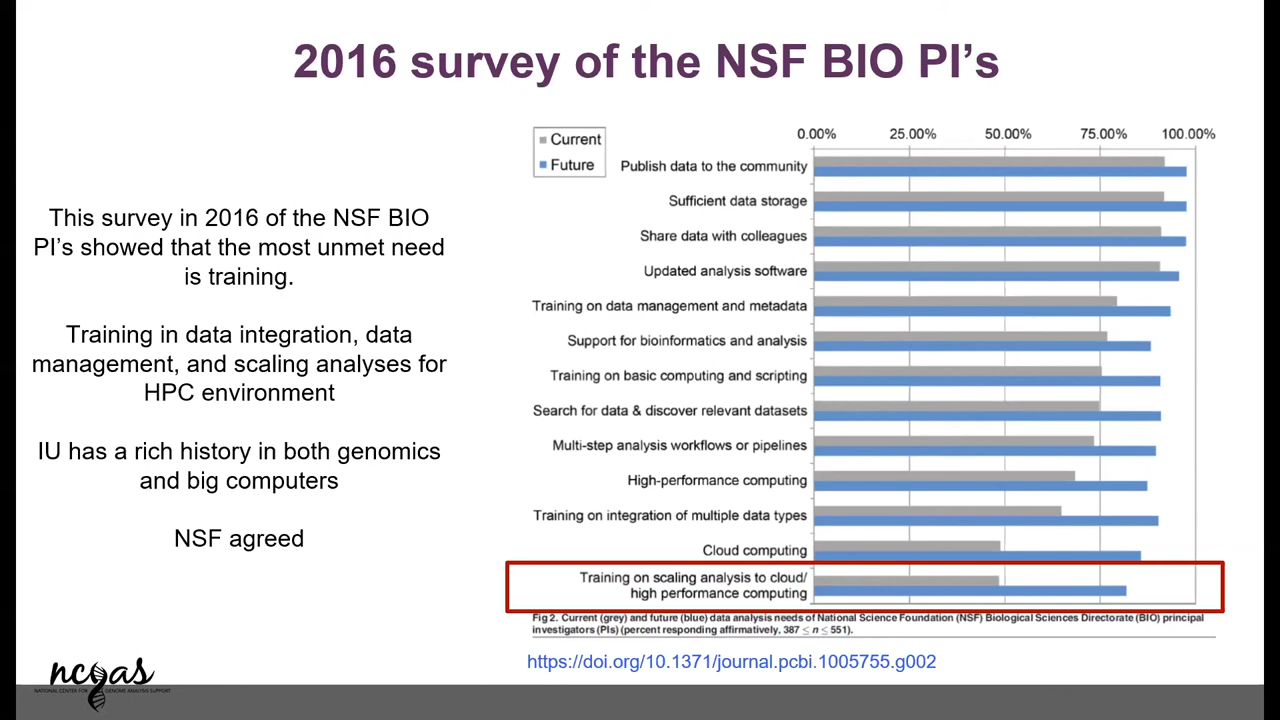 2016 survey of the NSF BIO PI's
This survey in 2016 of the NSF BIO
PI's showed that the most unmet need
is training.
Training in data integration, data
management, and scaling analyses for
HPC environment
IU has a rich history in both genomics
and big computers
NSF agreed
Current
Future
0.00% 25.00% 50.00% 75.00% 100.00%
Publish data to the community
Sufficient data storage
Share data with colleagues
Updated analysis software
Training on data management and metadata
Support for bioinformatics and analysis
Training on basic computing and scripting
Search for data & discover relevant datasets
Multi-step analysis workflows or pipelines
High-performance computing
Training on integration of multiple data types
Cloud computing
Training on scaling analysis to cloud/
high performance computing
Fig 2. Current (grey) and future (blue) data analysis needs of National Science Foundation (NSF) Biological Sciences Directorate (BIO) principal
investigators (PIs) (percent responding affirmatively, 387 ≤ n ≤ 551).
https://doi.org/10.1371/journal.pcbi.1005755.g002
ncgas
NATIONAL CENTER FOR GENOME ANALYSIS SUPPORT